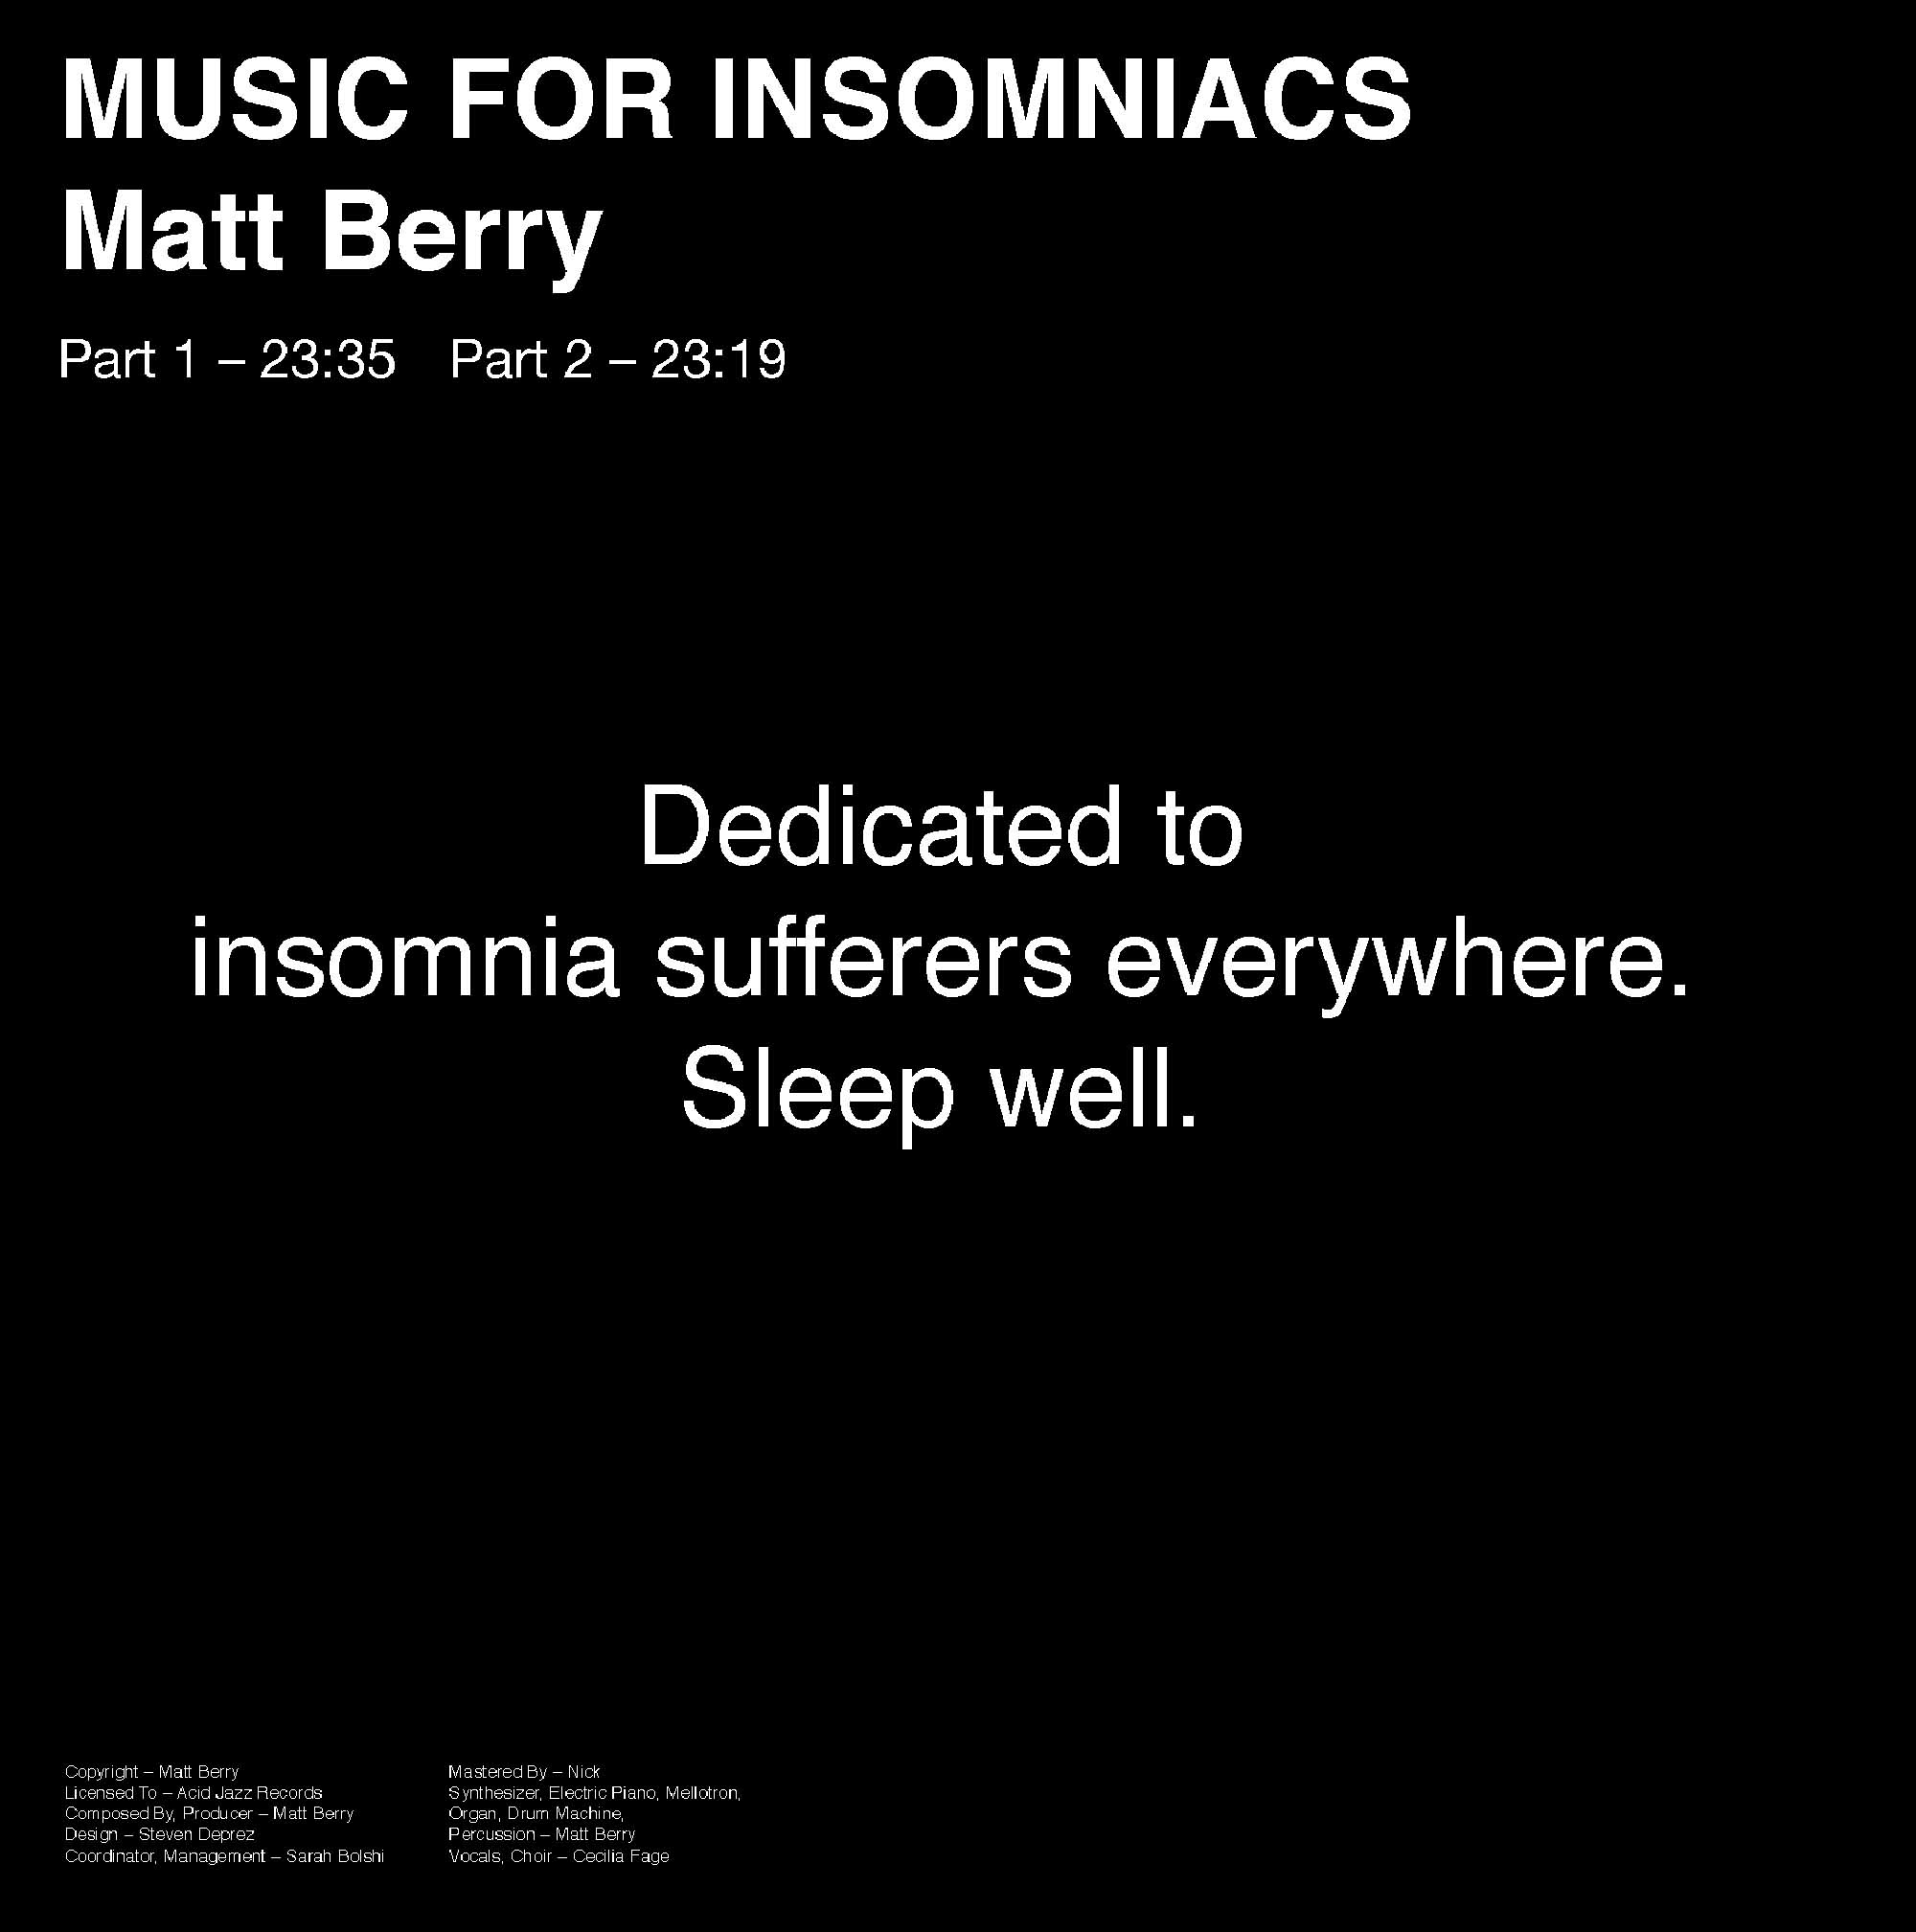 MUSIC FOR INSOMNIACS
Matt Berry
Part 1 – 23:35 Part 2 – 23:19
Dedicated to
insomnia sufferers everywhere.
Sleep well.
Copyright – Matt Berry
Licensed To – Acid Jazz Records
Composed By, Producer – Matt Berry
Design – Steven Deprez
Coordinator, Management – Sarah Bolshi
Mastered By – Nick
Synthesizer, Electric Piano, Mellotron,
Organ, Drum Machine,
Percussion – Matt Berry
Vocals, Choir – Cecilia Fage